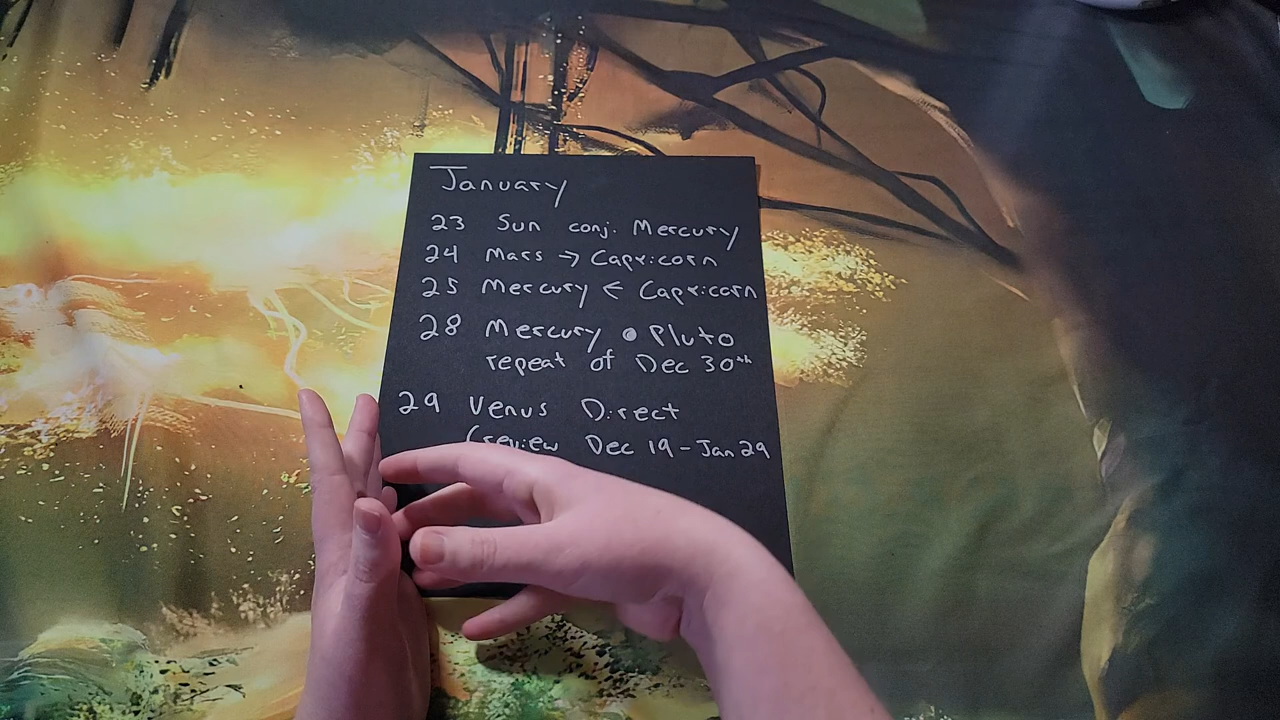 January
23 Sun conj. Mercury
24 Mars → Capricorn
25 Mercury ← Capricorn
28 Mercury • Pluto
repeat of Dec 30th
29 Venus Direct
(review Dec 19 - Jan 29